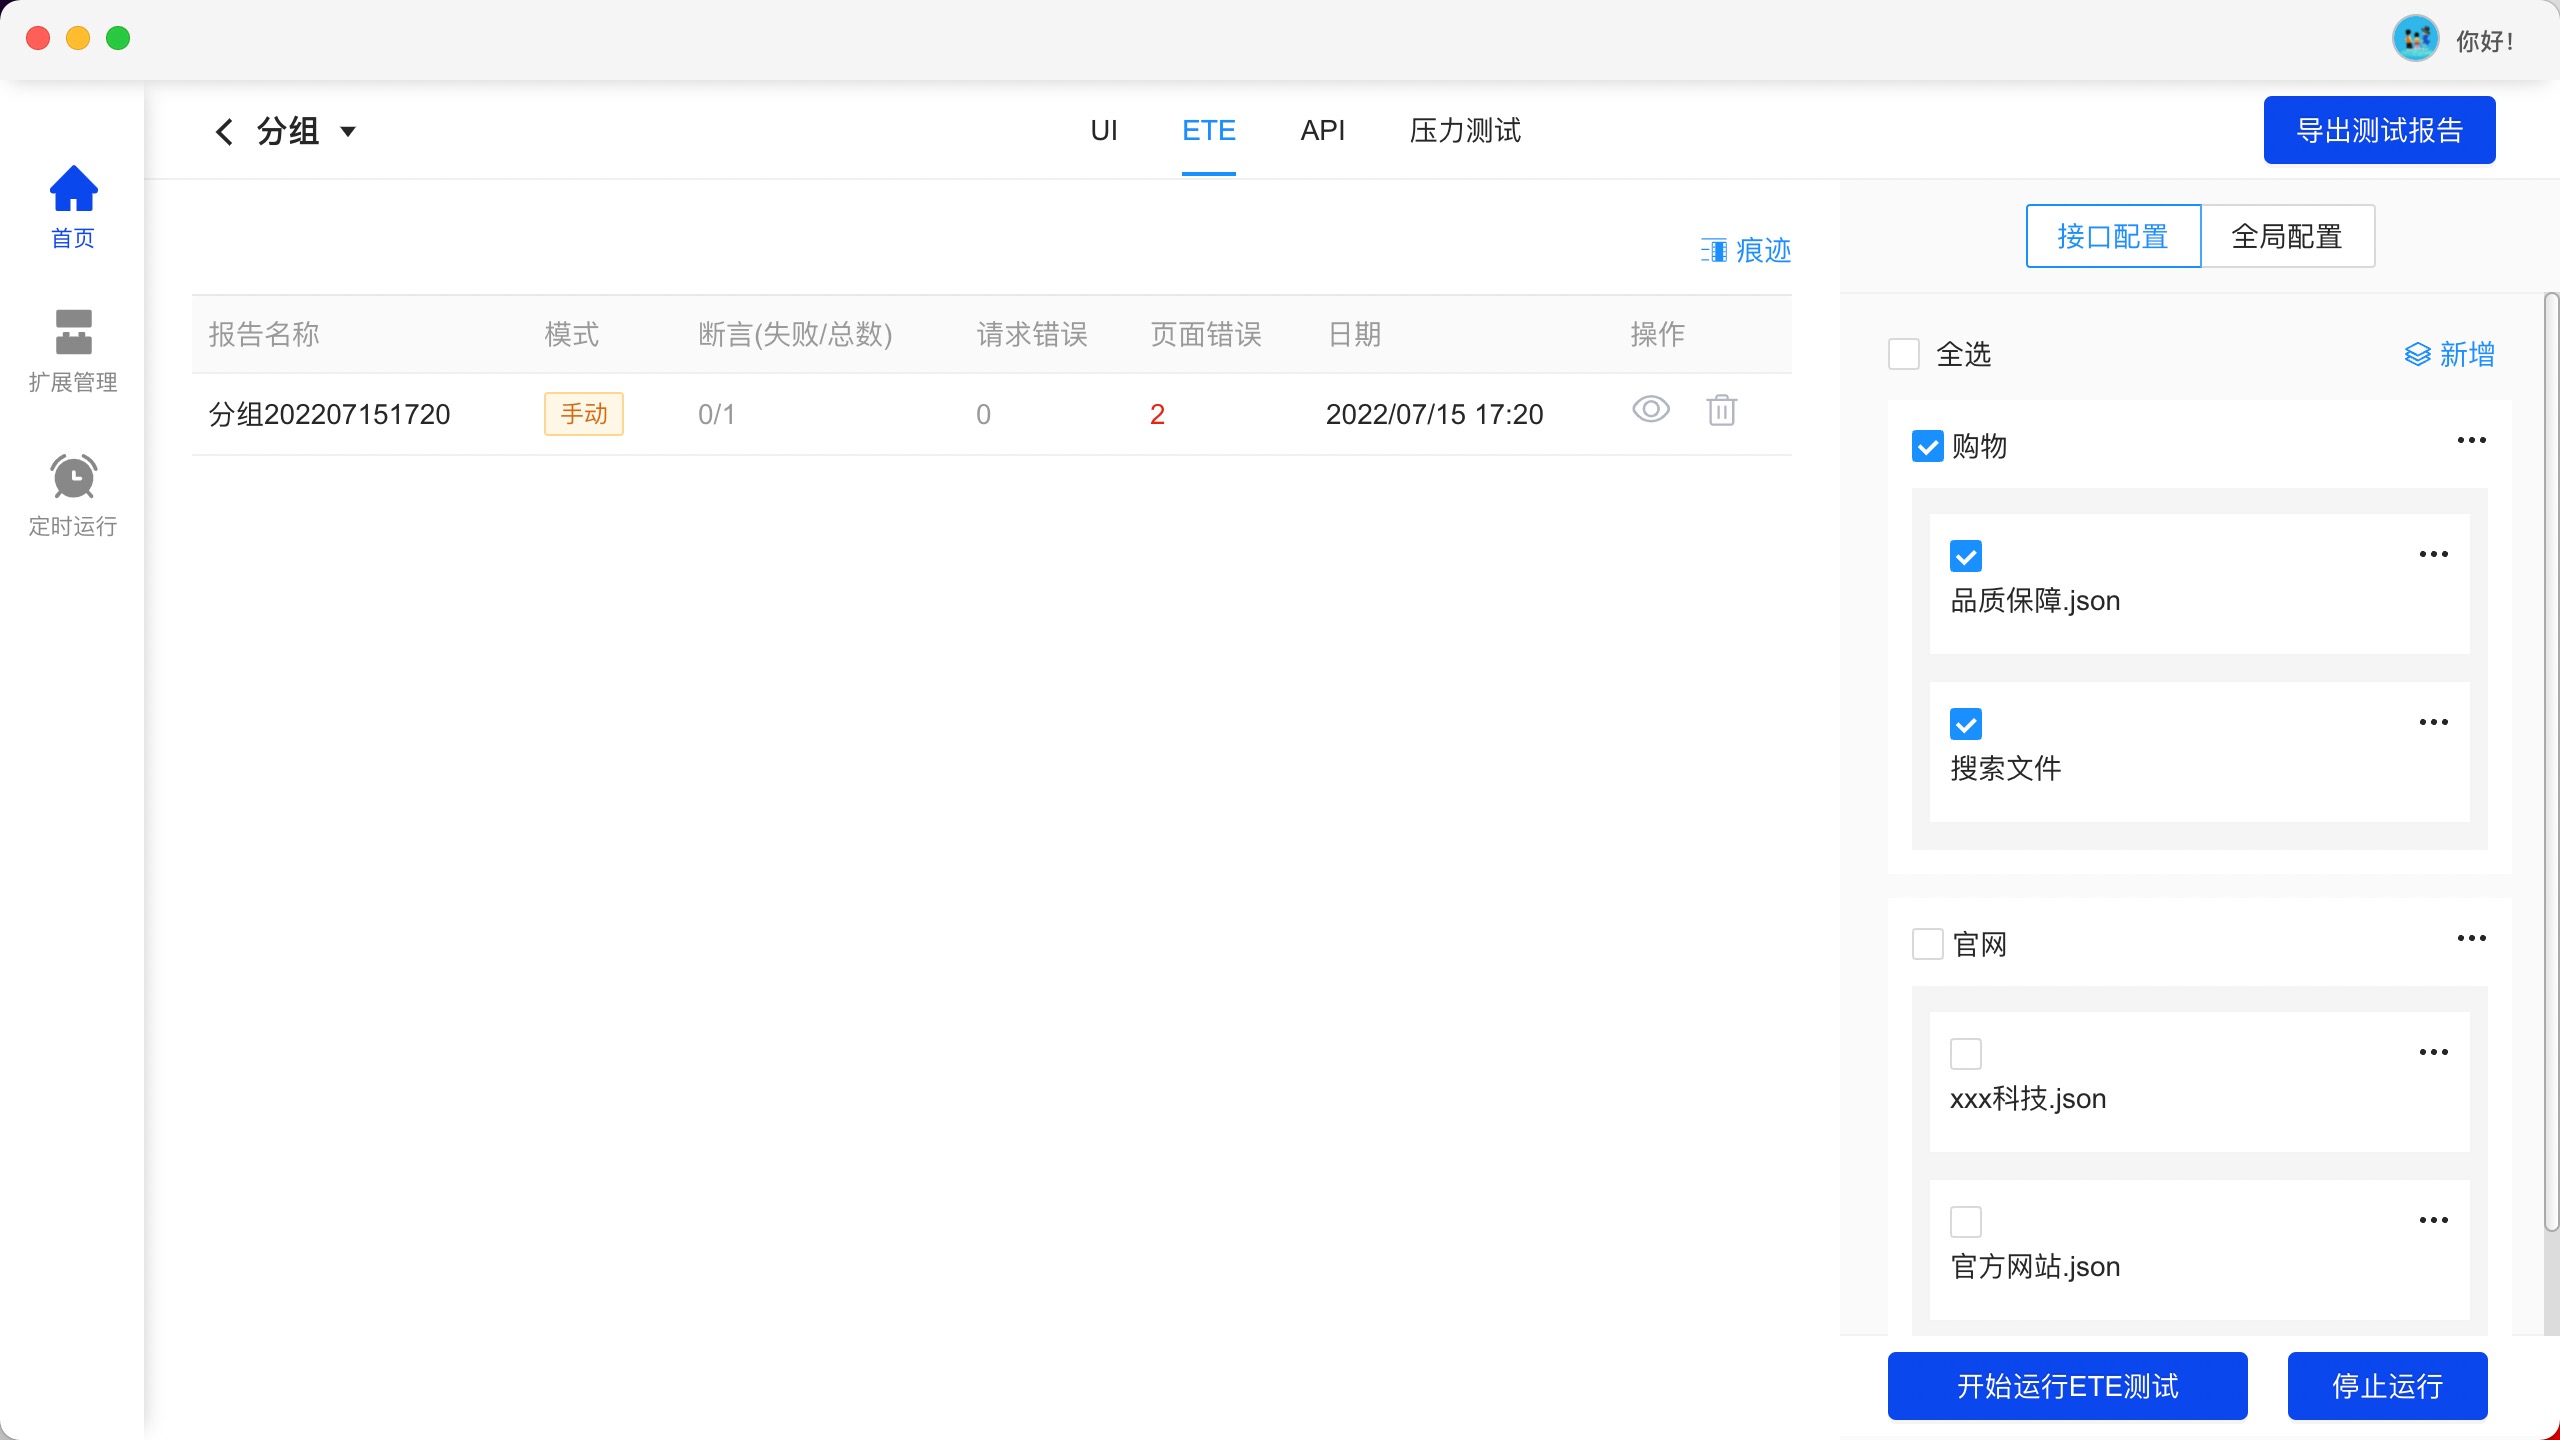 你好!
分组
UI ETE API 压力测试
导出测试报告
首页
扩展管理
定时运行
痕迹
报告名称 模式 断言(失败/总数) 请求错误 页面错误 日期 操作
分组202207151720 手动 0/1 0 2 2022/07/15 17:20
接口配置 全局配置
全选 新增
购物
品质保障.json
搜索文件
官网
xxx科技.json
官方网站.json
开始运行ETE测试 停止运行